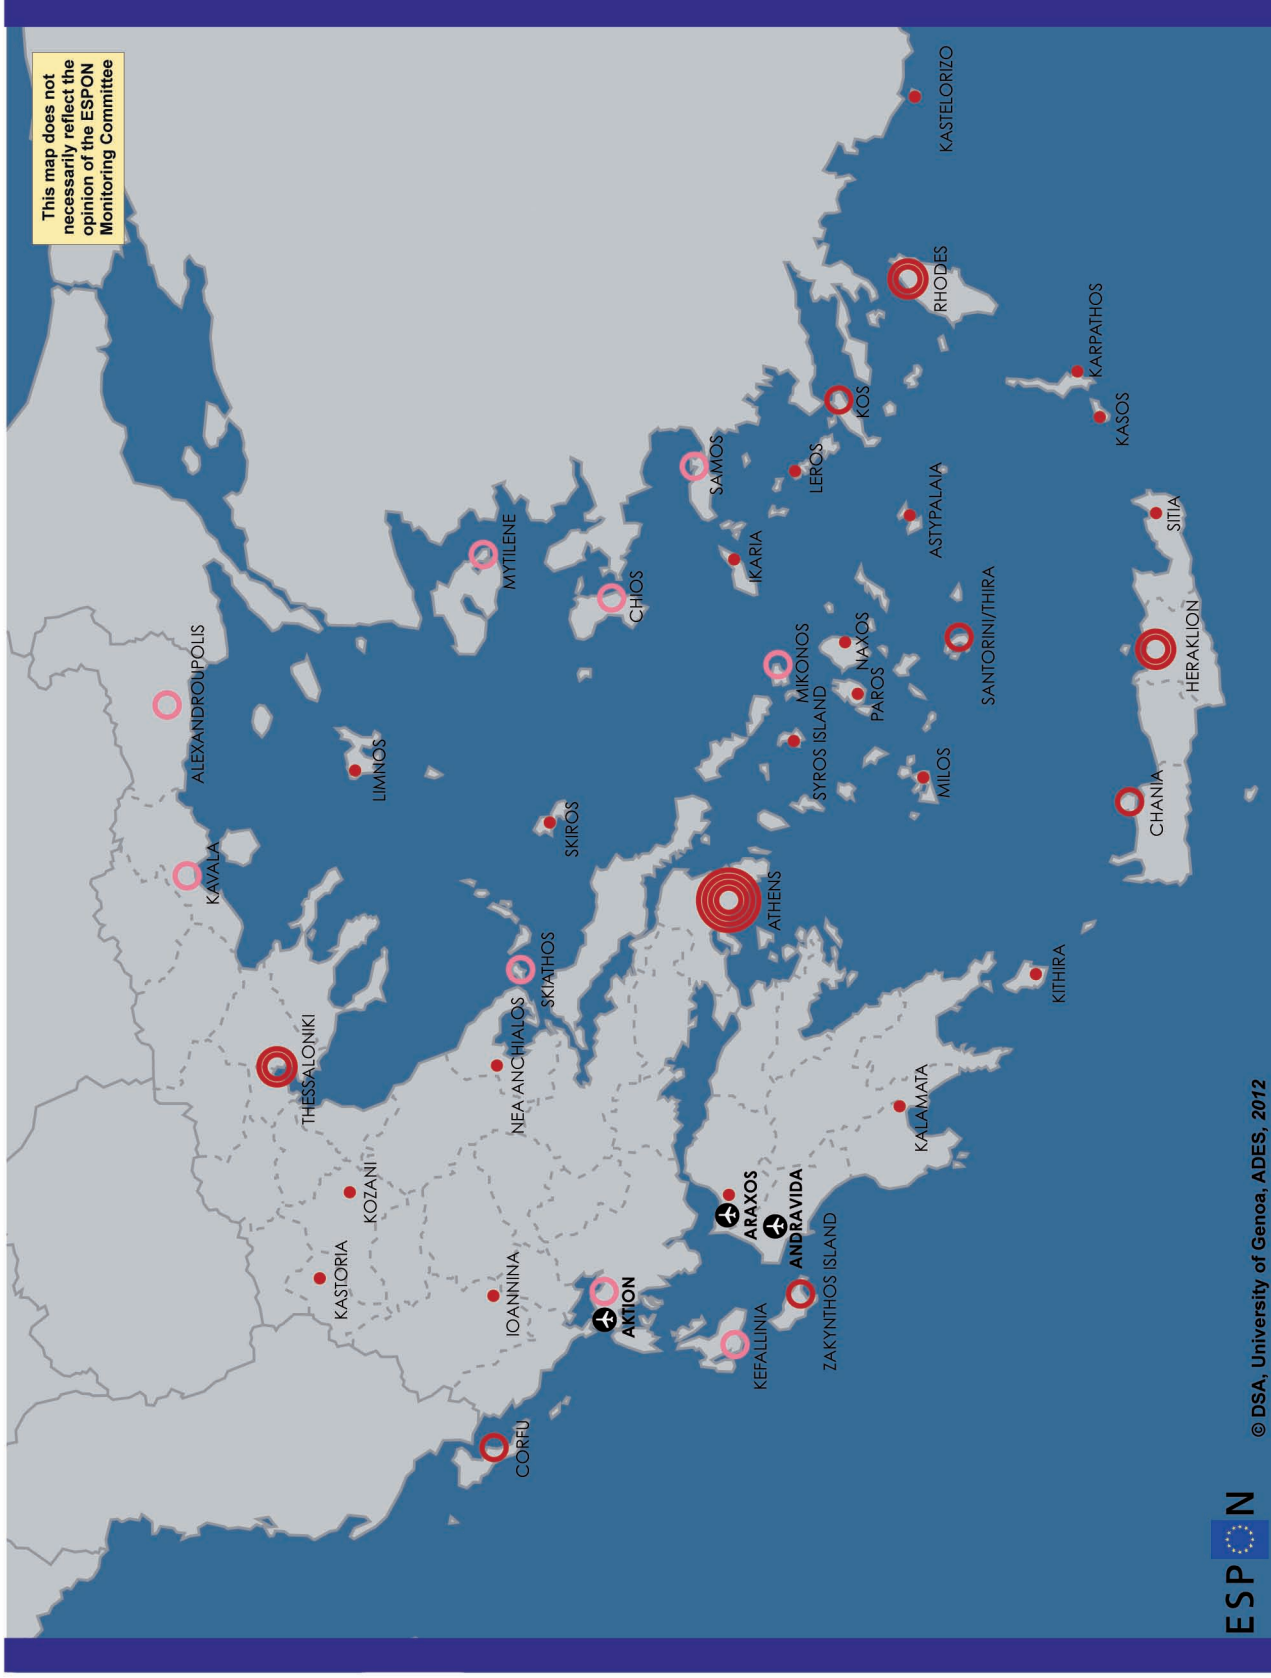 This map does not
necessarily reflect the
opinion of the ESPON
Monitoring Committee
ALEXANDROUPOLIS
KAVALA
THESSALONIKI
LIMNOS
KOZANI
KASTORIA
MYTILENE
SKIROS
SKIATHOS
NEA ANCHIALOS
IOANNINA
CORFU
CHIOS
AKTION
SAMOS
IKARIA
ATHENS
ARAXOS
KEFALLINIA
ANDRAVIDA
ZAKYNTHOS ISLAND
MIKONOS
SYROS ISLAND
LEROS
KOS
NAXOS
PAROS
KASTELORIZO
RHODES
ASTYPALAIA
SANTORINI/THIRA
MILOS
KALAMATA
KITHIRA
KARPATHOS
KASOS
SITIA
HERAKLION
CHANIA
ESPON
© DSA, University of Genoa, ADES, 2012